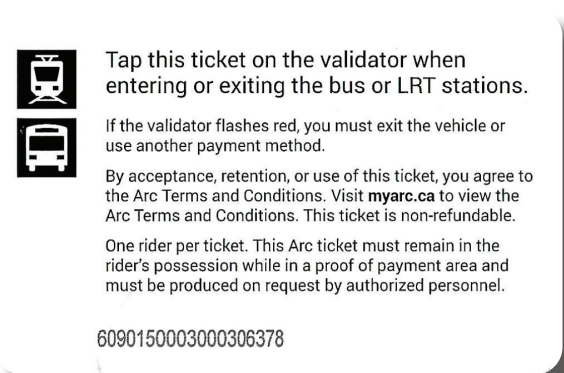 Tap this ticket on the validator when
entering or exiting the bus or LRT stations.
If the validator flashes red, you must exit the vehicle or
use another payment method.
By acceptance, retention, or use of this ticket, you agree to
the Arc Terms and Conditions. Visit myarc.ca to view the
Arc Terms and Conditions. This ticket is non-refundable.
One rider per ticket. This Arc ticket must remain in the
rider's possession while in a proof of payment area and
must be produced on request by authorized personnel.
6090150003000306378